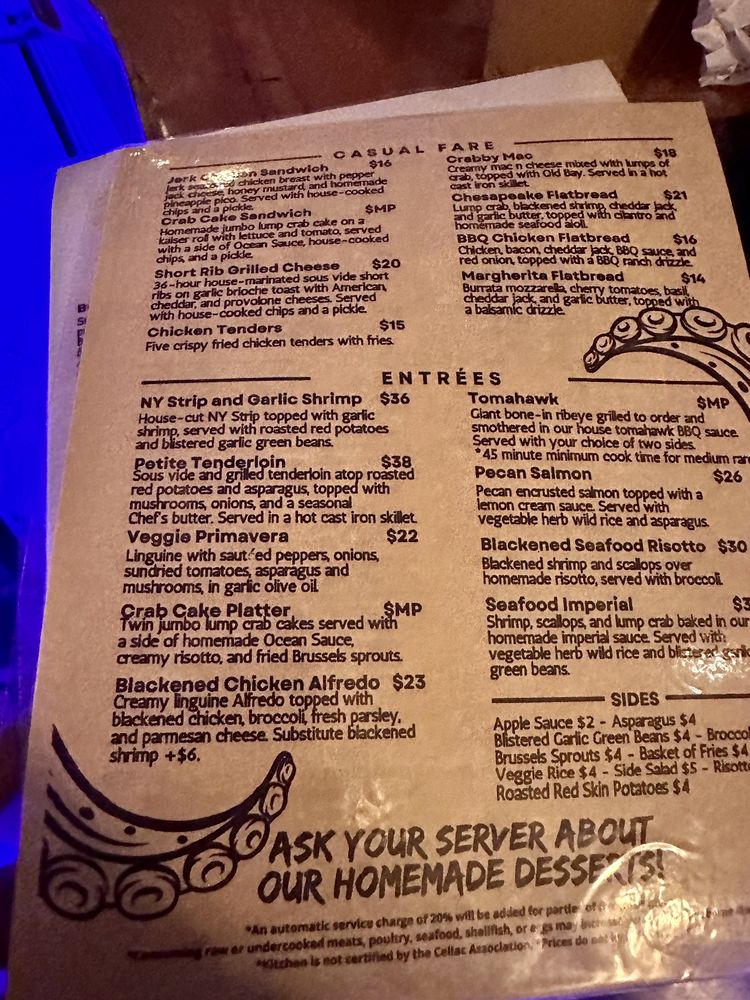 CASUAL FARE
Jerk Chicken Sandwich $16
Jerk seasoned chicken breast with pepper
jack cheese, honey mustard, and homemade
pineapple pico. Served with house-cooked
chips and a pickle.
Crab Cake Sandwich $MP
Homemade jumbo lump crab cake on a
kaiser roll with lettuce and tomato, served
with a side of Ocean Sauce, house-cooked
chips, and a pickle.
Short Rib Grilled Cheese $20
36-hour house-marinated sous vide short
ribs on garlic brioche toast with American,
cheddar, and provolone cheeses. Served
with house-cooked chips and a pickle.
Chicken Tenders $15
Five crispy fried chicken tenders with fries.
Crabby Mac $18
Creamy mac n cheese mixed with lumps of
crab, topped with Old Bay. Served in a hot
cast iron skillet.
Chesapeake Flatbread $21
Lump crab, blackened shrimp, cheddar jack,
and garlic butter, topped with cilantro and
homemade seafood aioli.
BBQ Chicken Flatbread $16
Chicken, bacon, cheddar jack, BBQ sauce, and
red onion, topped with a BBQ ranch drizzle.
Margherita Flatbread $14
Burrata mozzarella, cherry tomatoes, basil,
cheddar jack, and garlic butter, topped with
a balsamic drizzle.
ENTRÉES
NY Strip and Garlic Shrimp $36
House-cut NY Strip topped with garlic
shrimp, served with roasted red potatoes
and blistered garlic green beans.
Petite Tenderloin $38
Sous vide and grilled tenderloin atop roasted
red potatoes and asparagus, topped with
mushrooms, onions, and a seasonal
Chef's butter. Served in a hot cast iron skillet.
Veggie Primavera $22
Linguine with sautéed peppers, onions,
sundried tomatoes, asparagus and
mushrooms, in garlic olive oil.
Crab Cake Platter $MP
Twin jumbo lump crab cakes served with
a side of homemade Ocean Sauce,
creamy risotto, and fried Brussels sprouts.
Blackened Chicken Alfredo $23
Creamy linguine Alfredo topped with
blackened chicken, broccoli, fresh parsley,
and parmesan cheese. Substitute blackened
shrimp +$6.
Tomahawk $MP
Giant bone-in ribeye grilled to order and
smothered in our house tomahawk BBQ sauce.
Served with your choice of two sides.
*45 minute minimum cook time for medium
Pecan Salmon $26
Pecan encrusted salmon topped with a
lemon cream sauce. Served with
vegetable herb wild rice and asparagus.
Blackened Seafood Risotto $30
Blackened shrimp and scallops over
homemade risotto, served with broccoli.
Seafood Imperial
Shrimp, scallops, and lump crab baked in our
homemade imperial sauce. Served with
vegetable herb wild rice and blistered garlic
green beans.
SIDES
Apple Sauce $2 - Asparagus $4
Blistered Garlic Green Beans $4 -
Brussels Sprouts $4 - Basket of Fries $4
Veggie Rice $4 - Side Salad $5 -
Roasted Red Skin Potatoes $4
ASK YOUR SERVER ABOUT
OUR HOMEMADE DESSERTS!
*An automatic service charge of 20% will be added for parties of
*Consuming raw or undercooked meats, poultry, seafood, shellfish, or eggs may
*Kitchen is not certified by the Celiac Association. *Prices do not